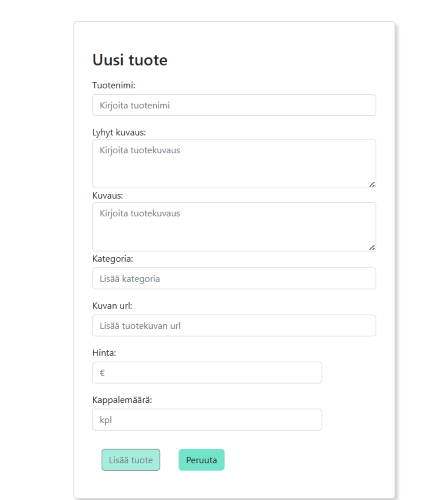 Uusi tuote
Tuotenimi:
Kirjoita tuotenimi
Lyhyt kuvaus:
Kirjoita tuotekuvaus
Kuvaus:
Kirjoita tuotekuvaus
Kategoria:
Lisää kategoria
Kuvan url:
Lisää tuotekuvan url
Hinta:
€
Kappalemäärä:
kpl
Lisää tuote Peruuta